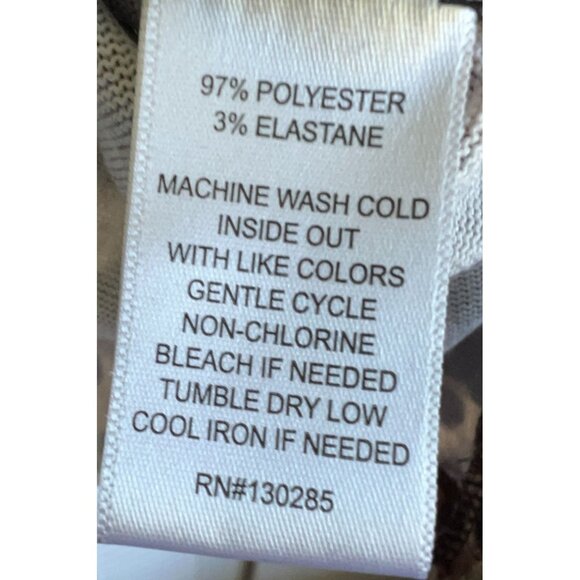 97% POLYESTER
3% ELASTANE
MACHINE WASH COLD
INSIDE OUT
WITH LIKE COLORS
GENTLE CYCLE
NON-CHLORINE
BLEACH IF NEEDED
TUMBLE DRY LOW
COOL IRON IF NEEDED
RN#130285